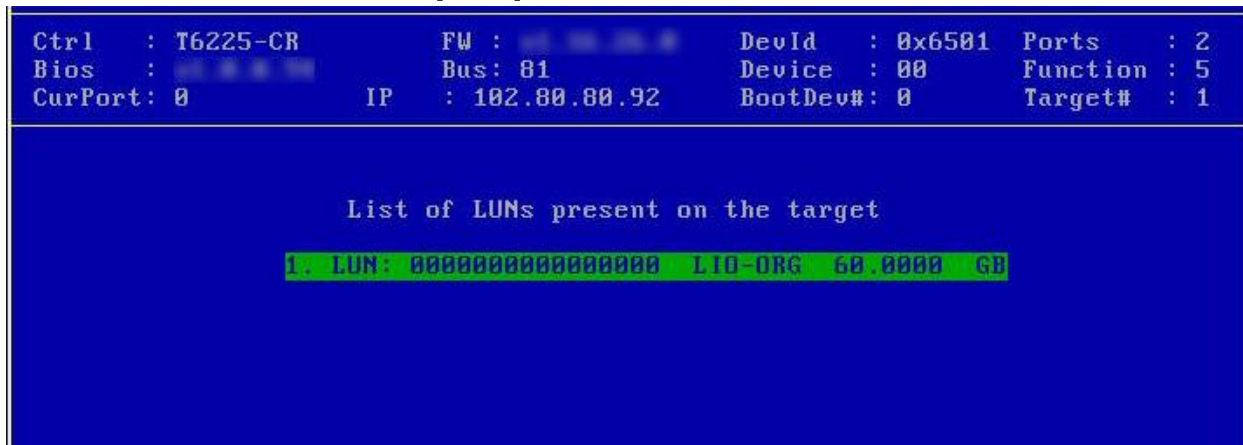 Ctrl : T6225-CR FW : DevId : 0x6501 Ports : 2
Bios : Bus: 81 Device : 00 Function : 5
CurPort: 0 IP : 102.80.80.92 BootDev#: 0 Target# : 1
List of LUNs present on the target
1. LUN: 0000000000000000 LIO-ORG 60.0000 GB